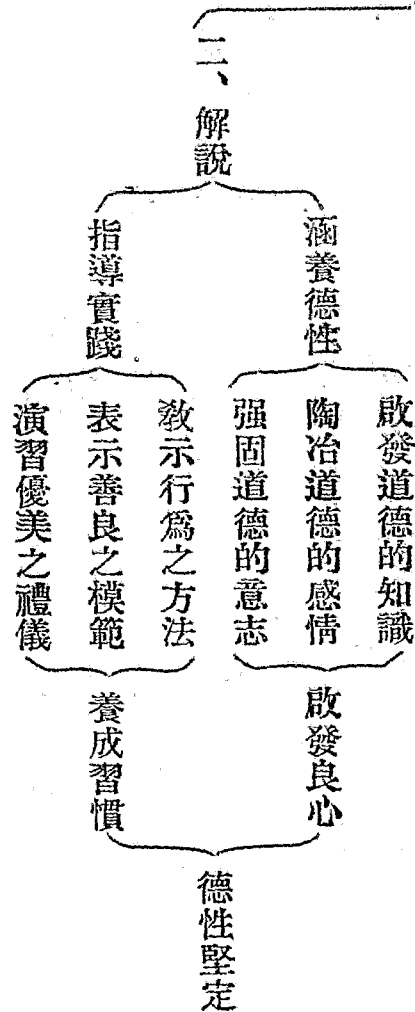 二、解說
涵養德性
啟發道德的知識
陶冶道德的感情
强固道德的意志
啟發良心
指導實踐
敎示行爲之方法
表示善良之模範
演習優美之禮儀
養成習慣
德性堅定